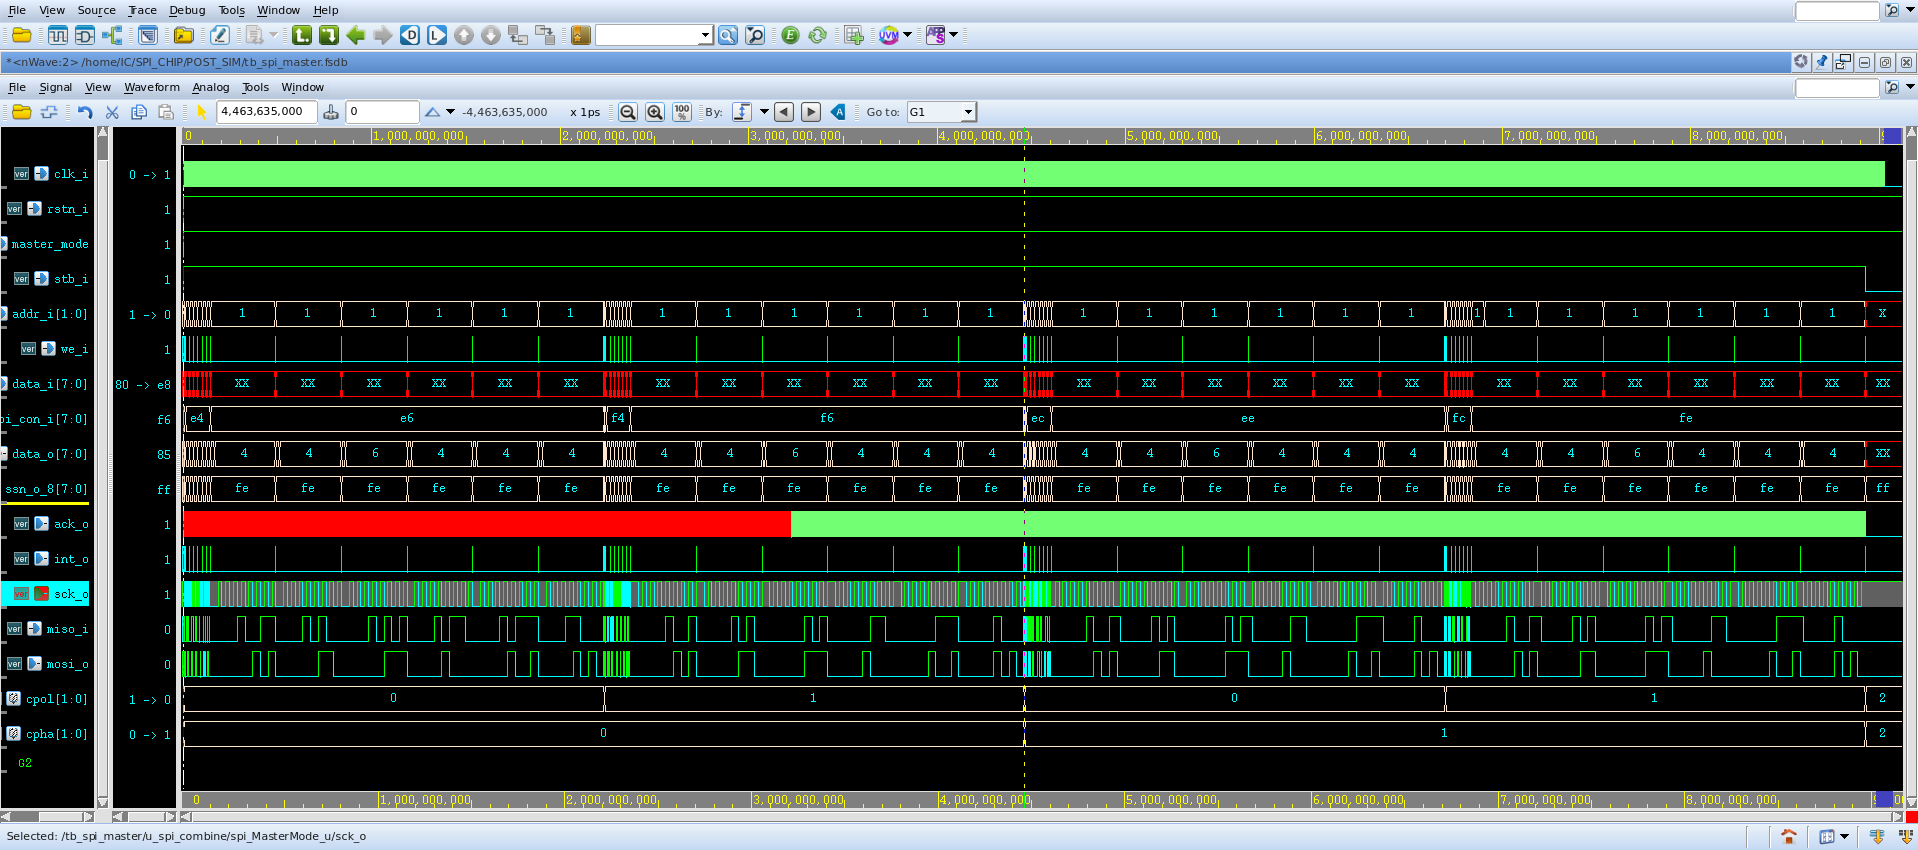 File View Source Trace Debug Tools Window Help
*<nWave:2> /home/IC/SPI_CHIP/POST_SIM/tb_spi_master.fsdb
File Signal View Waveform Analog Tools Window
4,463,635,000 0 -4,463,635,000 x 1ps 100% By: Go to: G1
0 1,000,000,000 2,000,000,000 3,000,000,000 4,000,000,000 5,000,000,000 6,000,000,000 7,000,000,000 8,000,000,000
ver clk_i 0 -> 1
ver rstn_i 1
master_mode 1
ver stb_i 1
addr_i[1:0] 1 -> 0 1 1 1 1 1 1 1 1 1 1 1 1 1 1 1 1 1 1 1 1 1 1 1 1 1 X
ver we_i 1
data_i[7:0] 80 -> e8 XX XX XX XX XX XX XX XX XX XX XX XX XX XX XX XX XX XX XX XX XX XX XX XX XX
pi_con_i[7:0] f6 e4 e6 f4 f6 ec ee fc fe
data_o[7:0] 85 4 4 6 4 4 4 4 4 6 4 4 4 4 4 6 4 4 4 4 4 6 4 4 4 XX
ssn_o_8[7:0] ff fe fe fe fe fe fe fe fe fe fe fe fe fe fe fe fe fe fe fe fe fe fe fe fe ff
ver ack_o 1
ver int_o 1
ver sck_o 1
ver miso_i 0
ver mosi_o 0
cpol[1:0] 1 -> 0 0 1 0 1 2
cpha[1:0] 0 -> 1 0 1 2
G2
0 1,000,000,000 2,000,000,000 3,000,000,000 4,000,000,000 5,000,000,000 6,000,000,000 7,000,000,000 8,000,000,000
Selected: /tb_spi_master/u_spi_combine/spi_MasterMode_u/sck_o